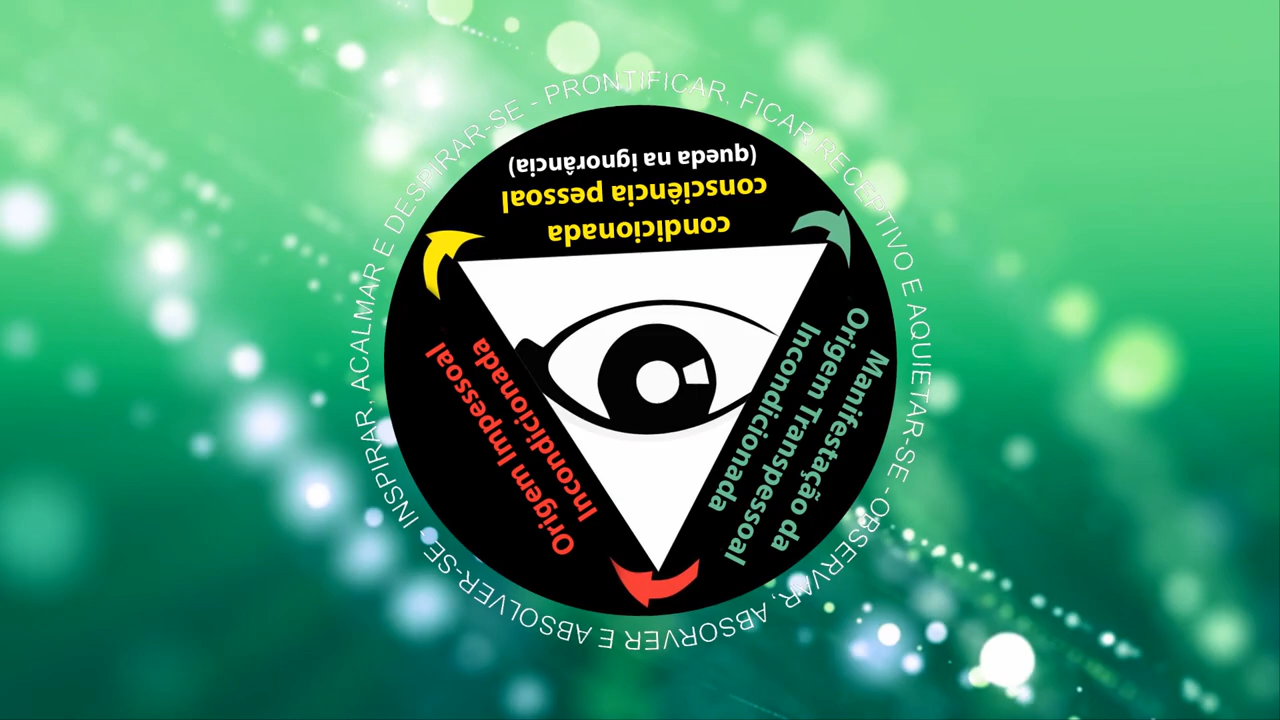 INSPIRAR, ACALMAR E DESPIRAR-SE - PRONTIFICAR, FICAR RECEPTIVO E AQUIETAR-SE - OBSERVAR, ABSORVER E ABSOLVER-SE
condicionada
consciência pessoal
(queda na ignorância)
Origem Impessoal
Incondicionada
Manifestação da
Origem Transpessoal
Incondicionada